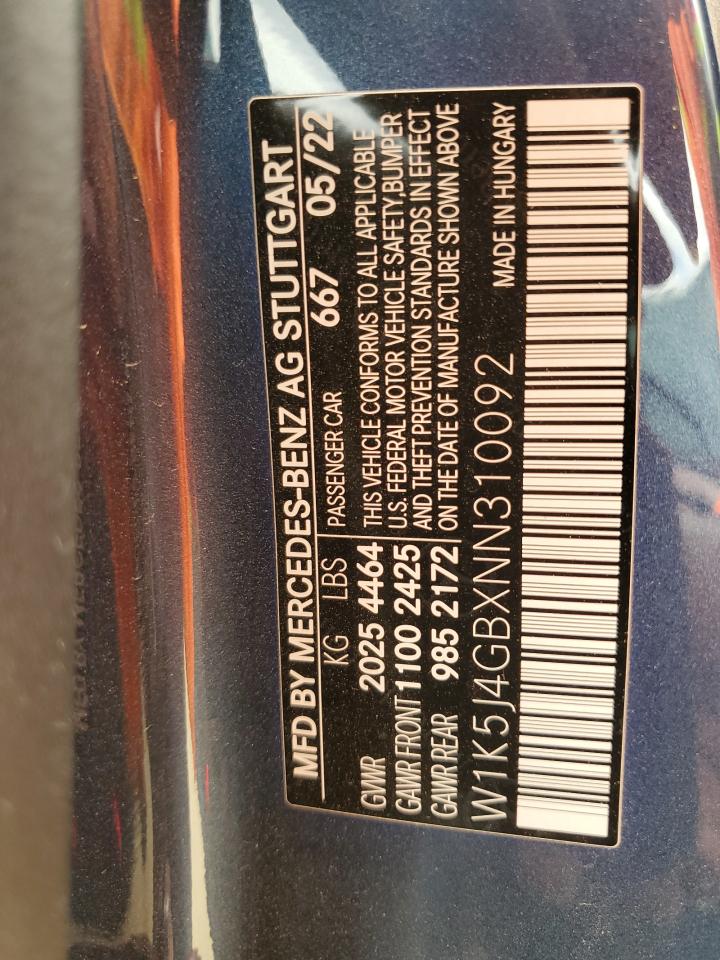 MFD BY MERCEDES-BENZ AG STUTTGART
KG LBS
GVWR 2025 4464
GAWR FRONT 1100 2425
GAWR REAR 985 2172
PASSENGER CAR 667 05/22
THIS VEHICLE CONFORMS TO ALL APPLICABLE
U.S. FEDERAL MOTOR VEHICLE SAFETY,BUMPER
AND THEFT PREVENTION STANDARDS IN EFFECT
ON THE DATE OF MANUFACTURE SHOWN ABOVE
W1K5J4GBXNN310092 MADE IN HUNGARY